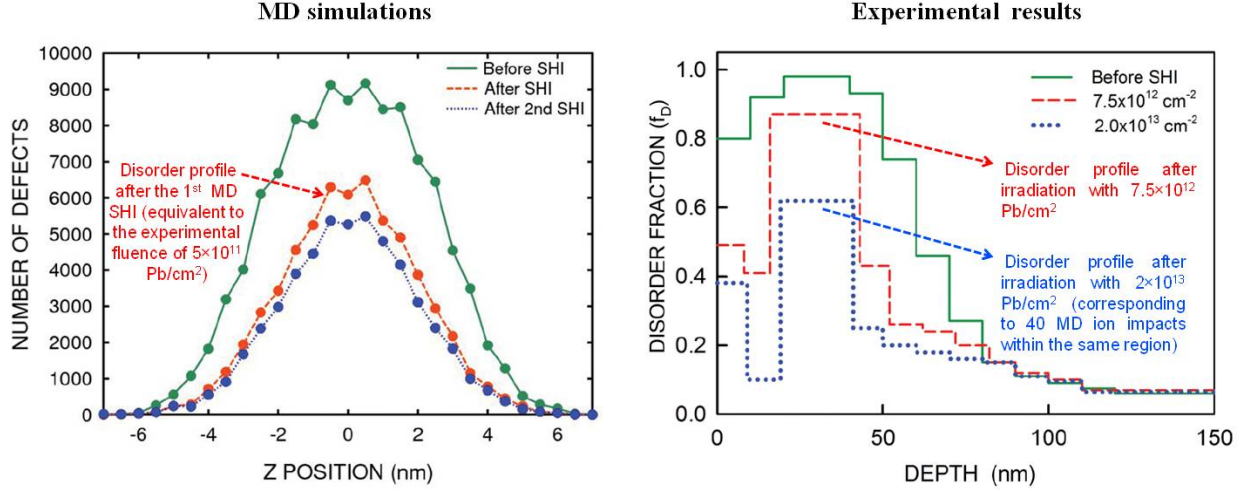 MD simulations
Experimental results
10000
9000
8000
7000
6000
5000
4000
3000
2000
1000
0
NUMBER OF DEFECTS
-6
-4
-2
0
2
4
6
Z POSITION (nm)
Before SHI
After SHI
After 2nd SHI
Disorder profile
after the 1st MD
SHI (equivalent to
the experimental
fluence of 5×10¹¹
Pb/cm²)
1.0
0.8
0.6
0.4
0.2
0.0
DISORDER FRACTION (f_D)
0
50
100
150
DEPTH (nm)
Before SHI
7.5x10¹² cm⁻²
2.0x10¹³ cm⁻²
Disorder profile after
irradiation with 7.5×10¹²
Pb/cm²
Disorder profile after
irradiation with 2×10¹³
Pb/cm² (corresponding
to 40 MD ion impacts
within the same region)